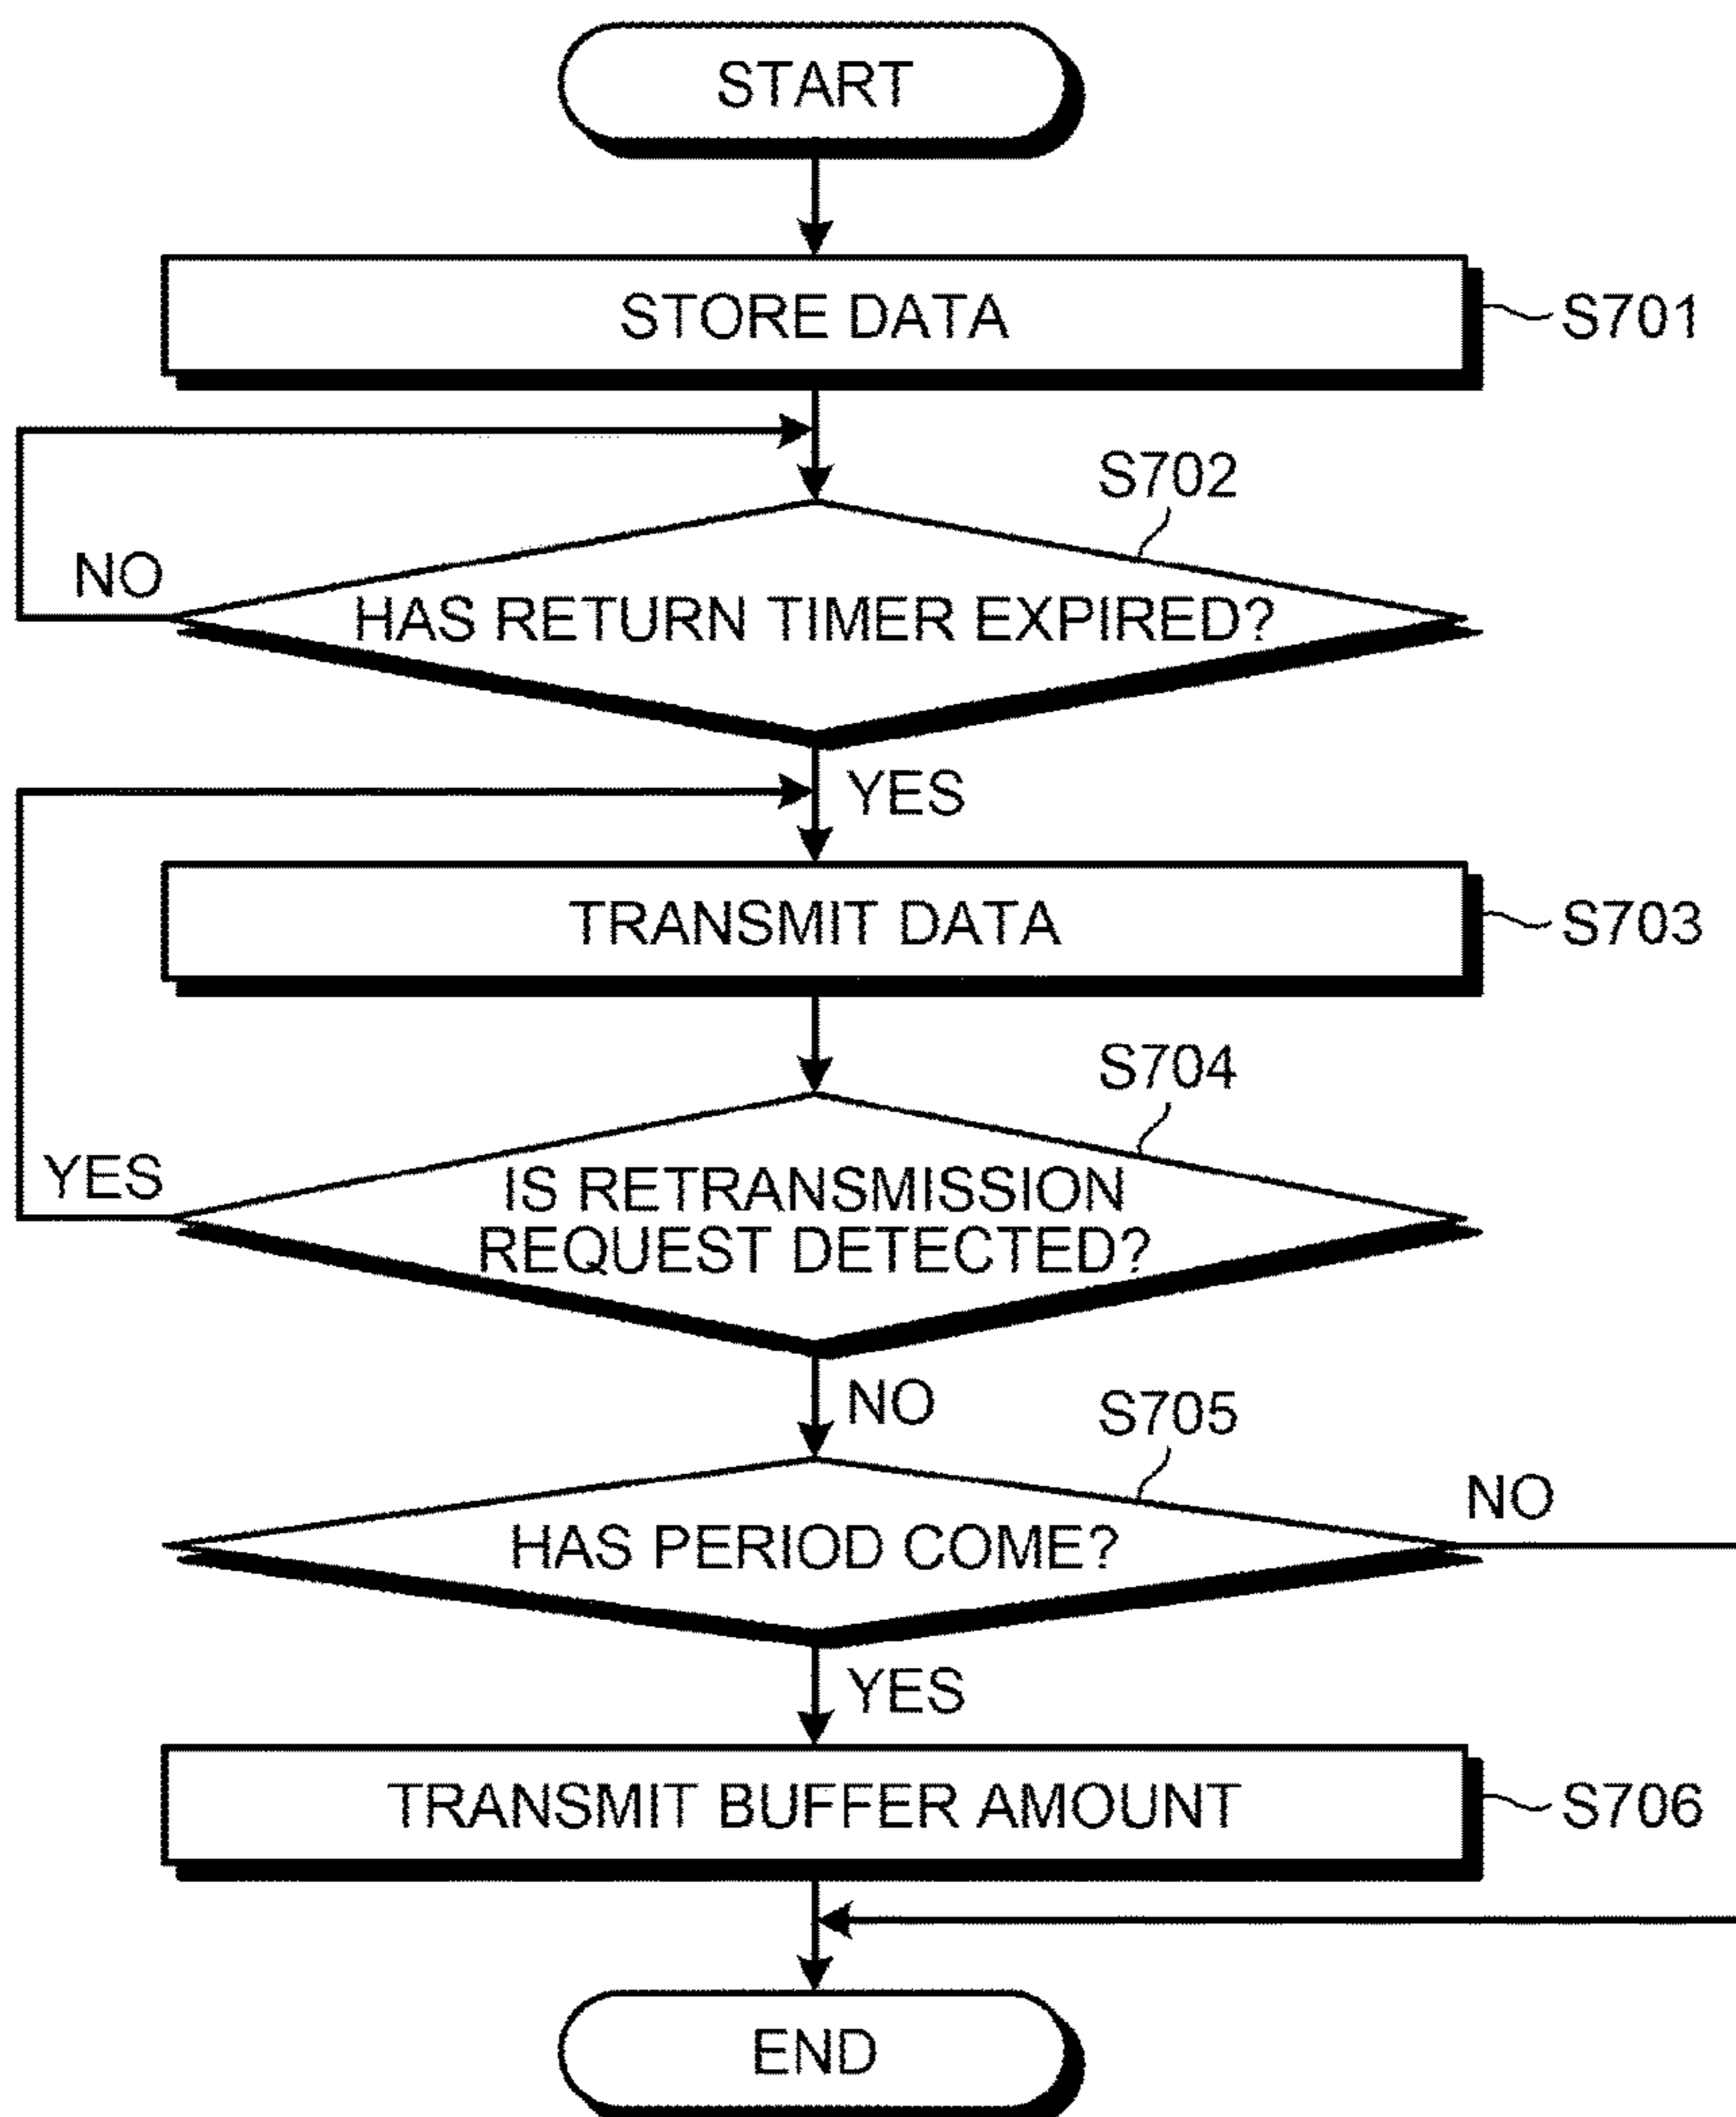 START
STORE DATA
S701
S702
NO
HAS RETURN TIMER EXPIRED?
YES
TRANSMIT DATA
S703
S704
YES
IS RETRANSMISSION
REQUEST DETECTED?
NO
S705
NO
HAS PERIOD COME?
YES
TRANSMIT BUFFER AMOUNT
S706
END